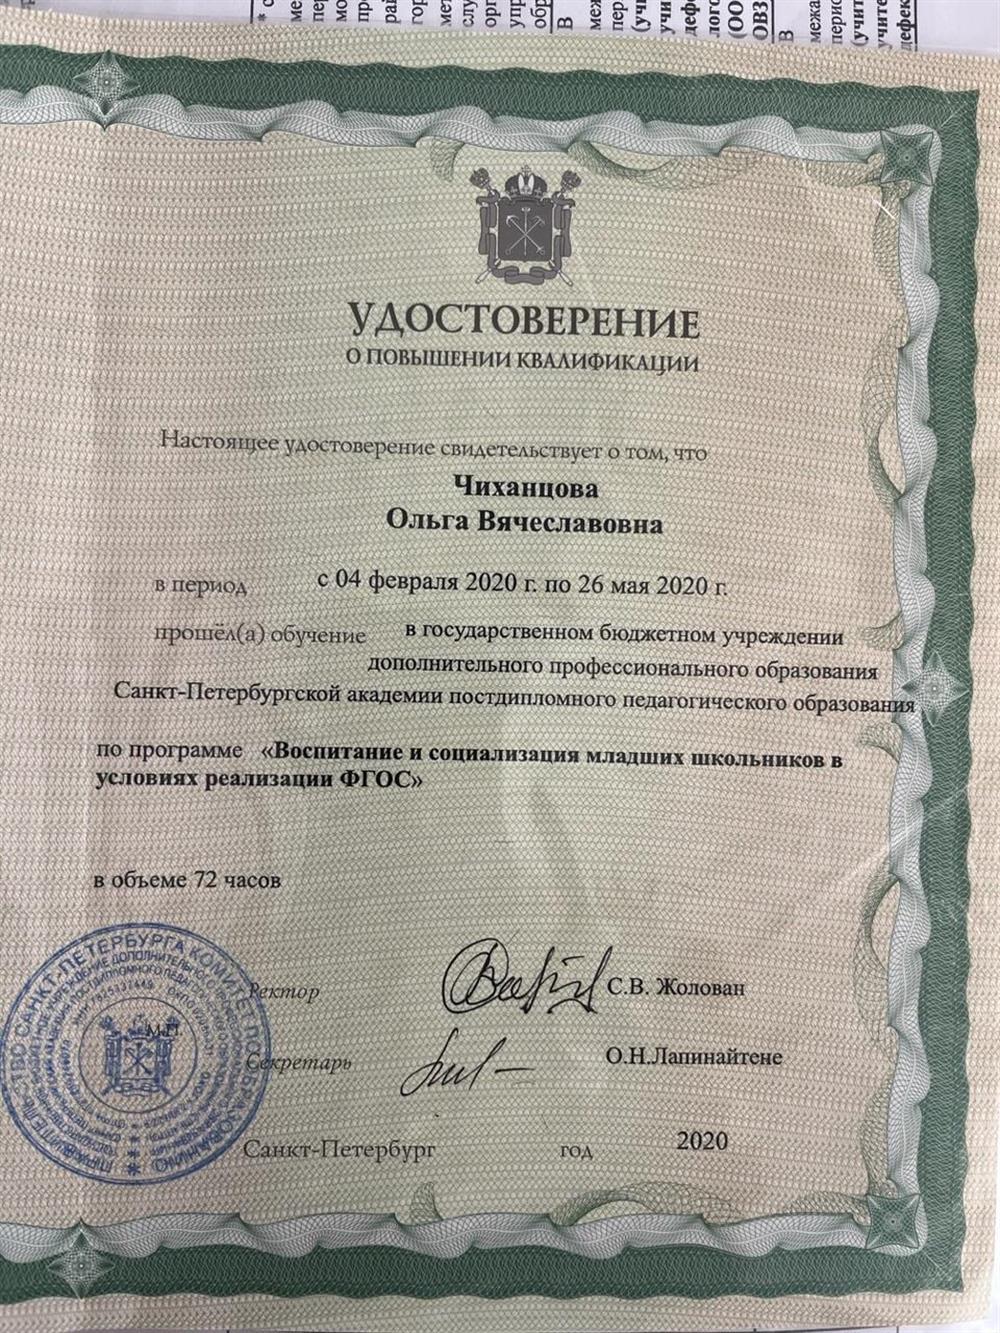 УДОСТОВЕРЕНИЕ
О ПОВЫШЕНИИ КВАЛИФИКАЦИИ
Настоящее удостоверение свидетельствует о том, что
Чиханцова
Ольга Вячеславовна
в период с 04 февраля 2020 г. по 26 мая 2020 г.
прошёл(а) обучение в государственном бюджетном учреждении
дополнительного профессионального образования
Санкт-Петербургской академии постдипломного педагогического образования
по программе «Воспитание и социализация младших школьников в
условиях реализации ФГОС»
в объеме 72 часов
М.П.
Ректор С.В. Жолован
Секретарь О.Н.Лапинайтене
Санкт-Петербург год 2020